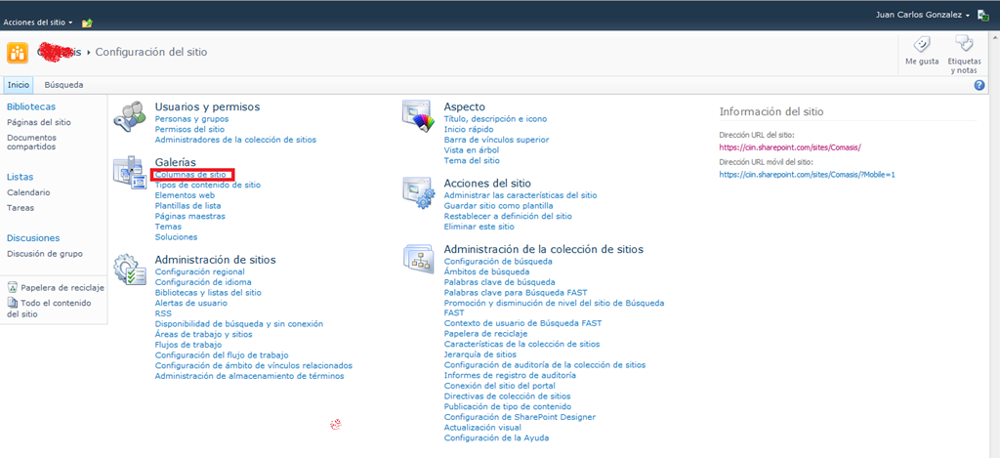 Acciones del sitio
Juan Carlos Gonzalez
Configuración del sitio
Me gusta
Etiquetas y notas
Inicio
Búsqueda
Bibliotecas
Páginas del sitio
Documentos compartidos
Listas
Calendario
Tareas
Discusiones
Discusión de grupo
Papelera de reciclaje
Todo el contenido del sitio
Usuarios y permisos
Personas y grupos
Permisos del sitio
Administradores de la colección de sitios
Galerías
Columnas de sitio
Tipos de contenido de sitio
Elementos web
Plantillas de lista
Páginas maestras
Temas
Soluciones
Administración de sitios
Configuración regional
Configuración de idioma
Bibliotecas y listas del sitio
Alertas de usuario
RSS
Disponibilidad de búsqueda y sin conexión
Áreas de trabajo y sitios
Flujos de trabajo
Configuración del flujo de trabajo
Configuración de ámbito de vínculos relacionados
Administración de almacenamiento de términos
Aspecto
Título, descripción e icono
Inicio rápido
Barra de vínculos superior
Vista en árbol
Tema del sitio
Acciones del sitio
Administrar las características del sitio
Guardar sitio como plantilla
Restablecer a definición del sitio
Eliminar este sitio
Administración de la colección de sitios
Configuración de búsqueda
Ámbitos de búsqueda
Palabras clave de búsqueda
Palabras clave para Búsqueda FAST
Promoción y disminución de nivel del sitio de Búsqueda
FAST
Contexto de usuario de Búsqueda FAST
Papelera de reciclaje
Características de la colección de sitios
Jerarquía de sitios
Configuración de auditoría de la colección de sitios
Informes de registro de auditoría
Conexión del sitio del portal
Directivas de colección de sitios
Publicación de tipo de contenido
Configuración de SharePoint Designer
Actualización visual
Configuración de la Ayuda
Información del sitio
Dirección URL del sitio:
https://ciin.sharepoint.com/sites/Comasis/
Dirección URL móvil del sitio:
https://ciin.sharepoint.com/sites/Comasis/?Mobile=1